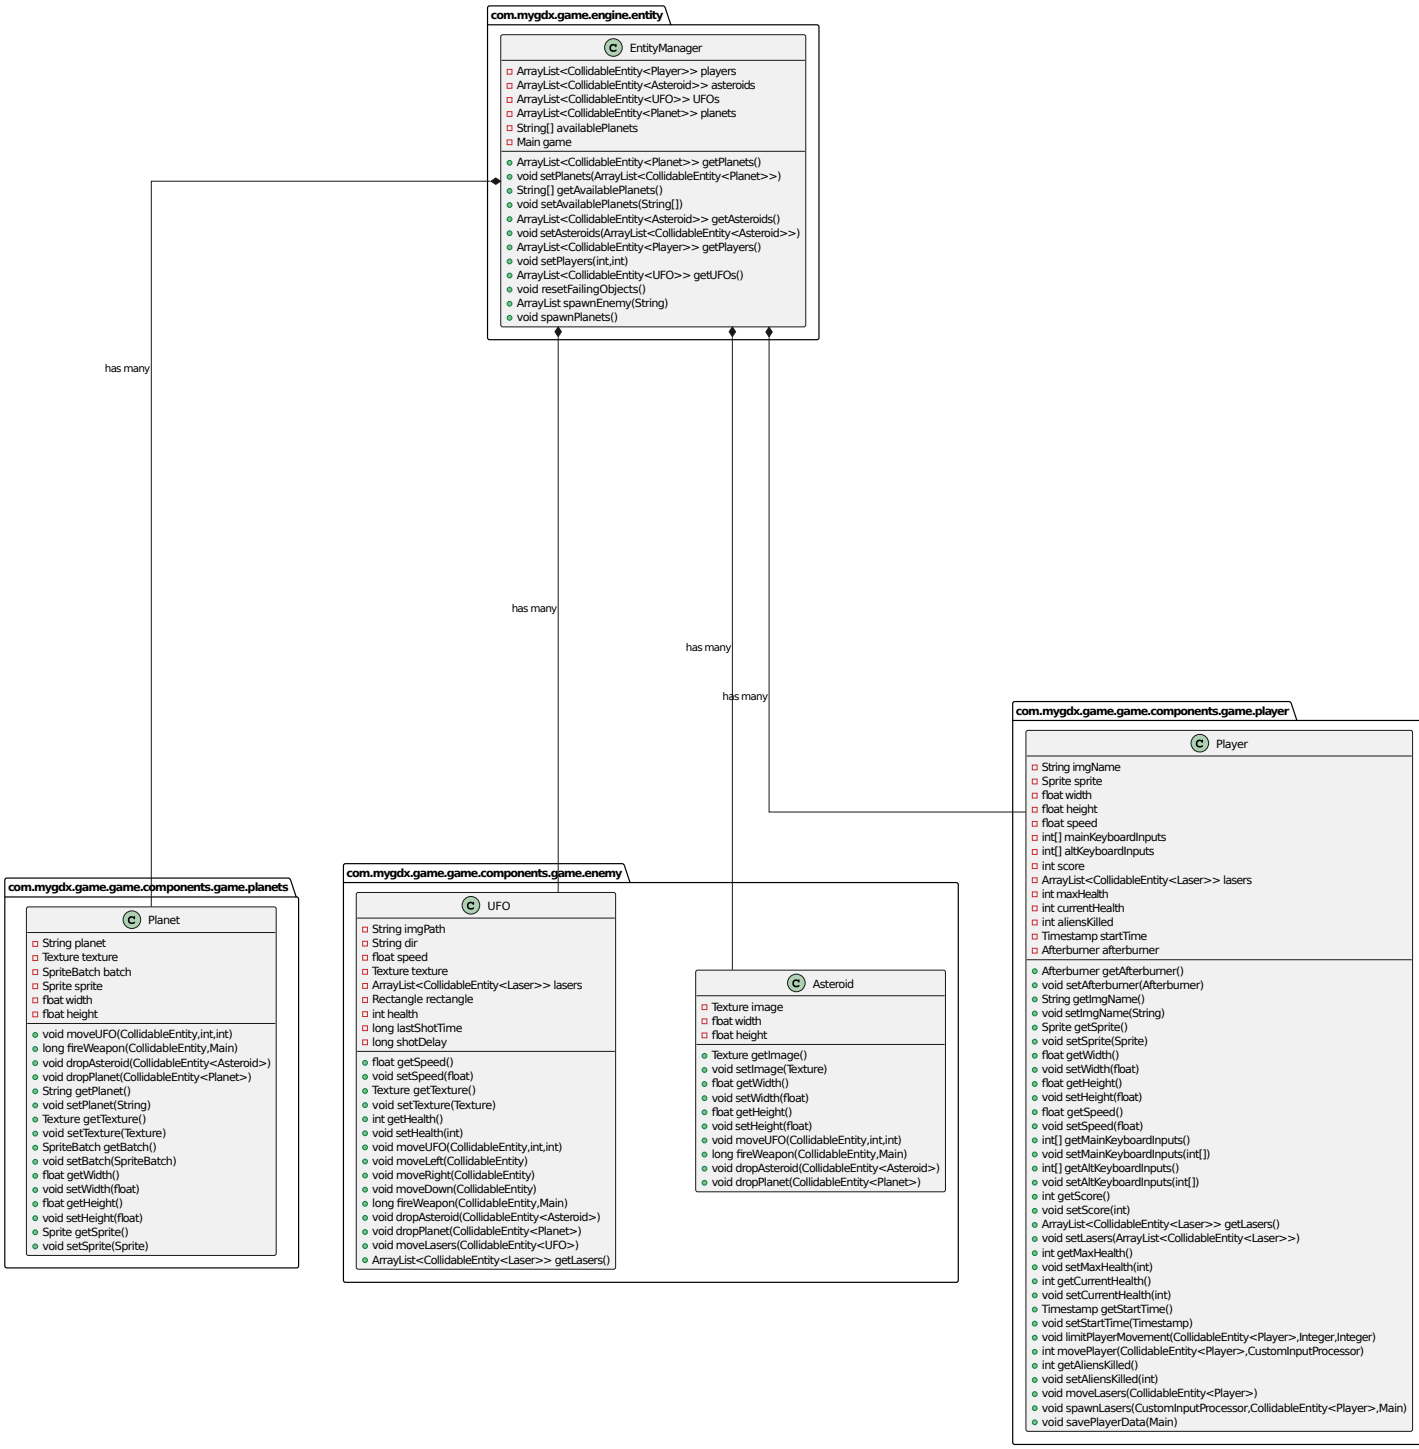 com.mygdx.game.engine.entity
C EntityManager
ArrayList<CollidableEntity<Player>> players
ArrayList<CollidableEntity<Asteroid>> asteroids
ArrayList<CollidableEntity<UFO>> UFOs
ArrayList<CollidableEntity<Planet>> planets
String[] availablePlanets
Main game
ArrayList<CollidableEntity<Planet>> getPlanets()
void setPlanets(ArrayList<CollidableEntity<Planet>>)
String[] getAvailablePlanets()
void setAvailablePlanets(String[])
ArrayList<CollidableEntity<Asteroid>> getAsteroids()
void setAsteroids(ArrayList<CollidableEntity<Asteroid>>)
ArrayList<CollidableEntity<Player>> getPlayers()
void setPlayers(int,int)
ArrayList<CollidableEntity<UFO>> getUFOs()
void resetFailingObjects()
ArrayList spawnEnemy(String)
void spawnPlanets()
has many
has many
has many
has many
com.mygdx.game.game.components.game.planets
C Planet
String planet
Texture texture
SpriteBatch batch
Sprite sprite
float width
float height
void moveUFO(CollidableEntity,int,int)
long fireWeapon(CollidableEntity,Main)
void dropAsteroid(CollidableEntity<Asteroid>)
void dropPlanet(CollidableEntity<Planet>)
String getPlanet()
void setPlanet(String)
Texture getTexture()
void setTexture(Texture)
SpriteBatch getBatch()
void setBatch(SpriteBatch)
float getWidth()
void setWidth(float)
float getHeight()
void setHeight(float)
Sprite getSprite()
void setSprite(Sprite)
com.mygdx.game.game.components.game.enemy
C UFO
String imgPath
String dir
float speed
Texture texture
ArrayList<CollidableEntity<Laser>> lasers
Rectangle rectangle
int health
long lastShotTime
long shotDelay
float getSpeed()
void setSpeed(float)
Texture getTexture()
void setTexture(Texture)
int getHealth()
void setHealth(int)
void moveUFO(CollidableEntity,int,int)
void moveLeft(CollidableEntity)
void moveRight(CollidableEntity)
void moveDown(CollidableEntity)
long fireWeapon(CollidableEntity,Main)
void dropAsteroid(CollidableEntity<Asteroid>)
void dropPlanet(CollidableEntity<Planet>)
void moveLasers(CollidableEntity<UFO>)
ArrayList<CollidableEntity<Laser>> getLasers()
C Asteroid
Texture image
float width
float height
Texture getImage()
void setImage(Texture)
float getWidth()
void setWidth(float)
float getHeight()
void setHeight(float)
void moveUFO(CollidableEntity,int,int)
long fireWeapon(CollidableEntity,Main)
void dropAsteroid(CollidableEntity<Asteroid>)
void dropPlanet(CollidableEntity<Planet>)
com.mygdx.game.game.components.game.player
C Player
String imgName
Sprite sprite
float width
float height
float speed
int[] mainKeyboardInputs
int[] altKeyboardInputs
int score
ArrayList<CollidableEntity<Laser>> lasers
int maxHealth
int currentHealth
int aliensKilled
Timestamp startTime
Afterburner afterburner
Afterburner getAfterburner()
void setAfterburner(Afterburner)
String getImgName()
void setImgName(String)
Sprite getSprite()
void setSprite(Sprite)
float getWidth()
void setWidth(float)
float getHeight()
void setHeight(float)
float getSpeed()
void setSpeed(float)
int[] getMainKeyboardInputs()
void setMainKeyboardInputs(int[])
int[] getAltKeyboardInputs()
void setAltKeyboardInputs(int[])
int getScore()
void setScore(int)
ArrayList<CollidableEntity<Laser>> getLasers()
void setLasers(ArrayList<CollidableEntity<Laser>>)
int getMaxHealth()
void setMaxHealth(int)
int getCurrentHealth()
void setCurrentHealth(int)
Timestamp getStartTime()
void setStartTime(Timestamp)
void limitPlayerMovement(CollidableEntity<Player>,Integer,Integer)
int movePlayer(CollidableEntity<Player>,CustomInputProcessor)
int getAliensKilled()
void setAliensKilled(int)
void moveLasers(CollidableEntity<Player>)
void spawnLasers(CustomInputProcessor,CollidableEntity<Player>,Main)
void savePlayerData(Main)